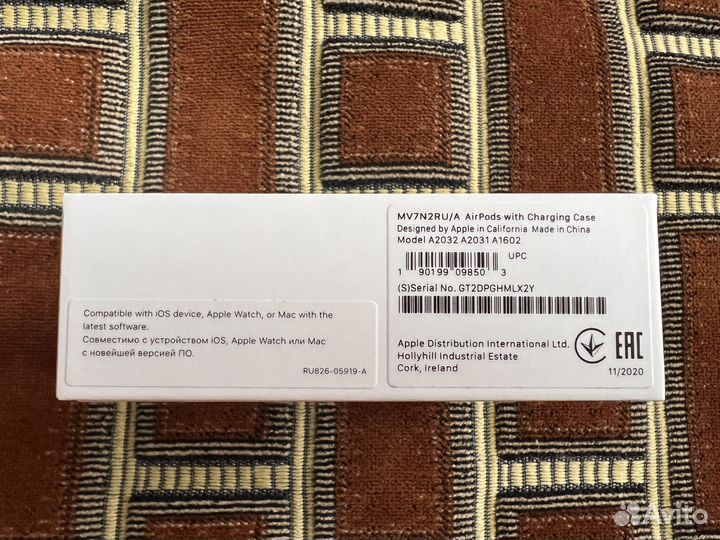 MV7N2RU/A AirPods with Charging Case
Designed by Apple in California Made in China
Model A2032 A2031 A1602
UPC
1 90199 09850 3
(S)Serial No. GT2DPGHMLX2Y
Apple Distribution International Ltd.
Hollyhill Industrial Estate
Cork, Ireland
EAC
11/2020
Compatible with iOS device, Apple Watch, or Mac with the
latest software.
Совместимо с устройством iOS, Apple Watch или Mac
с новейшей версией ПО.
RU826-05919-A
Avito